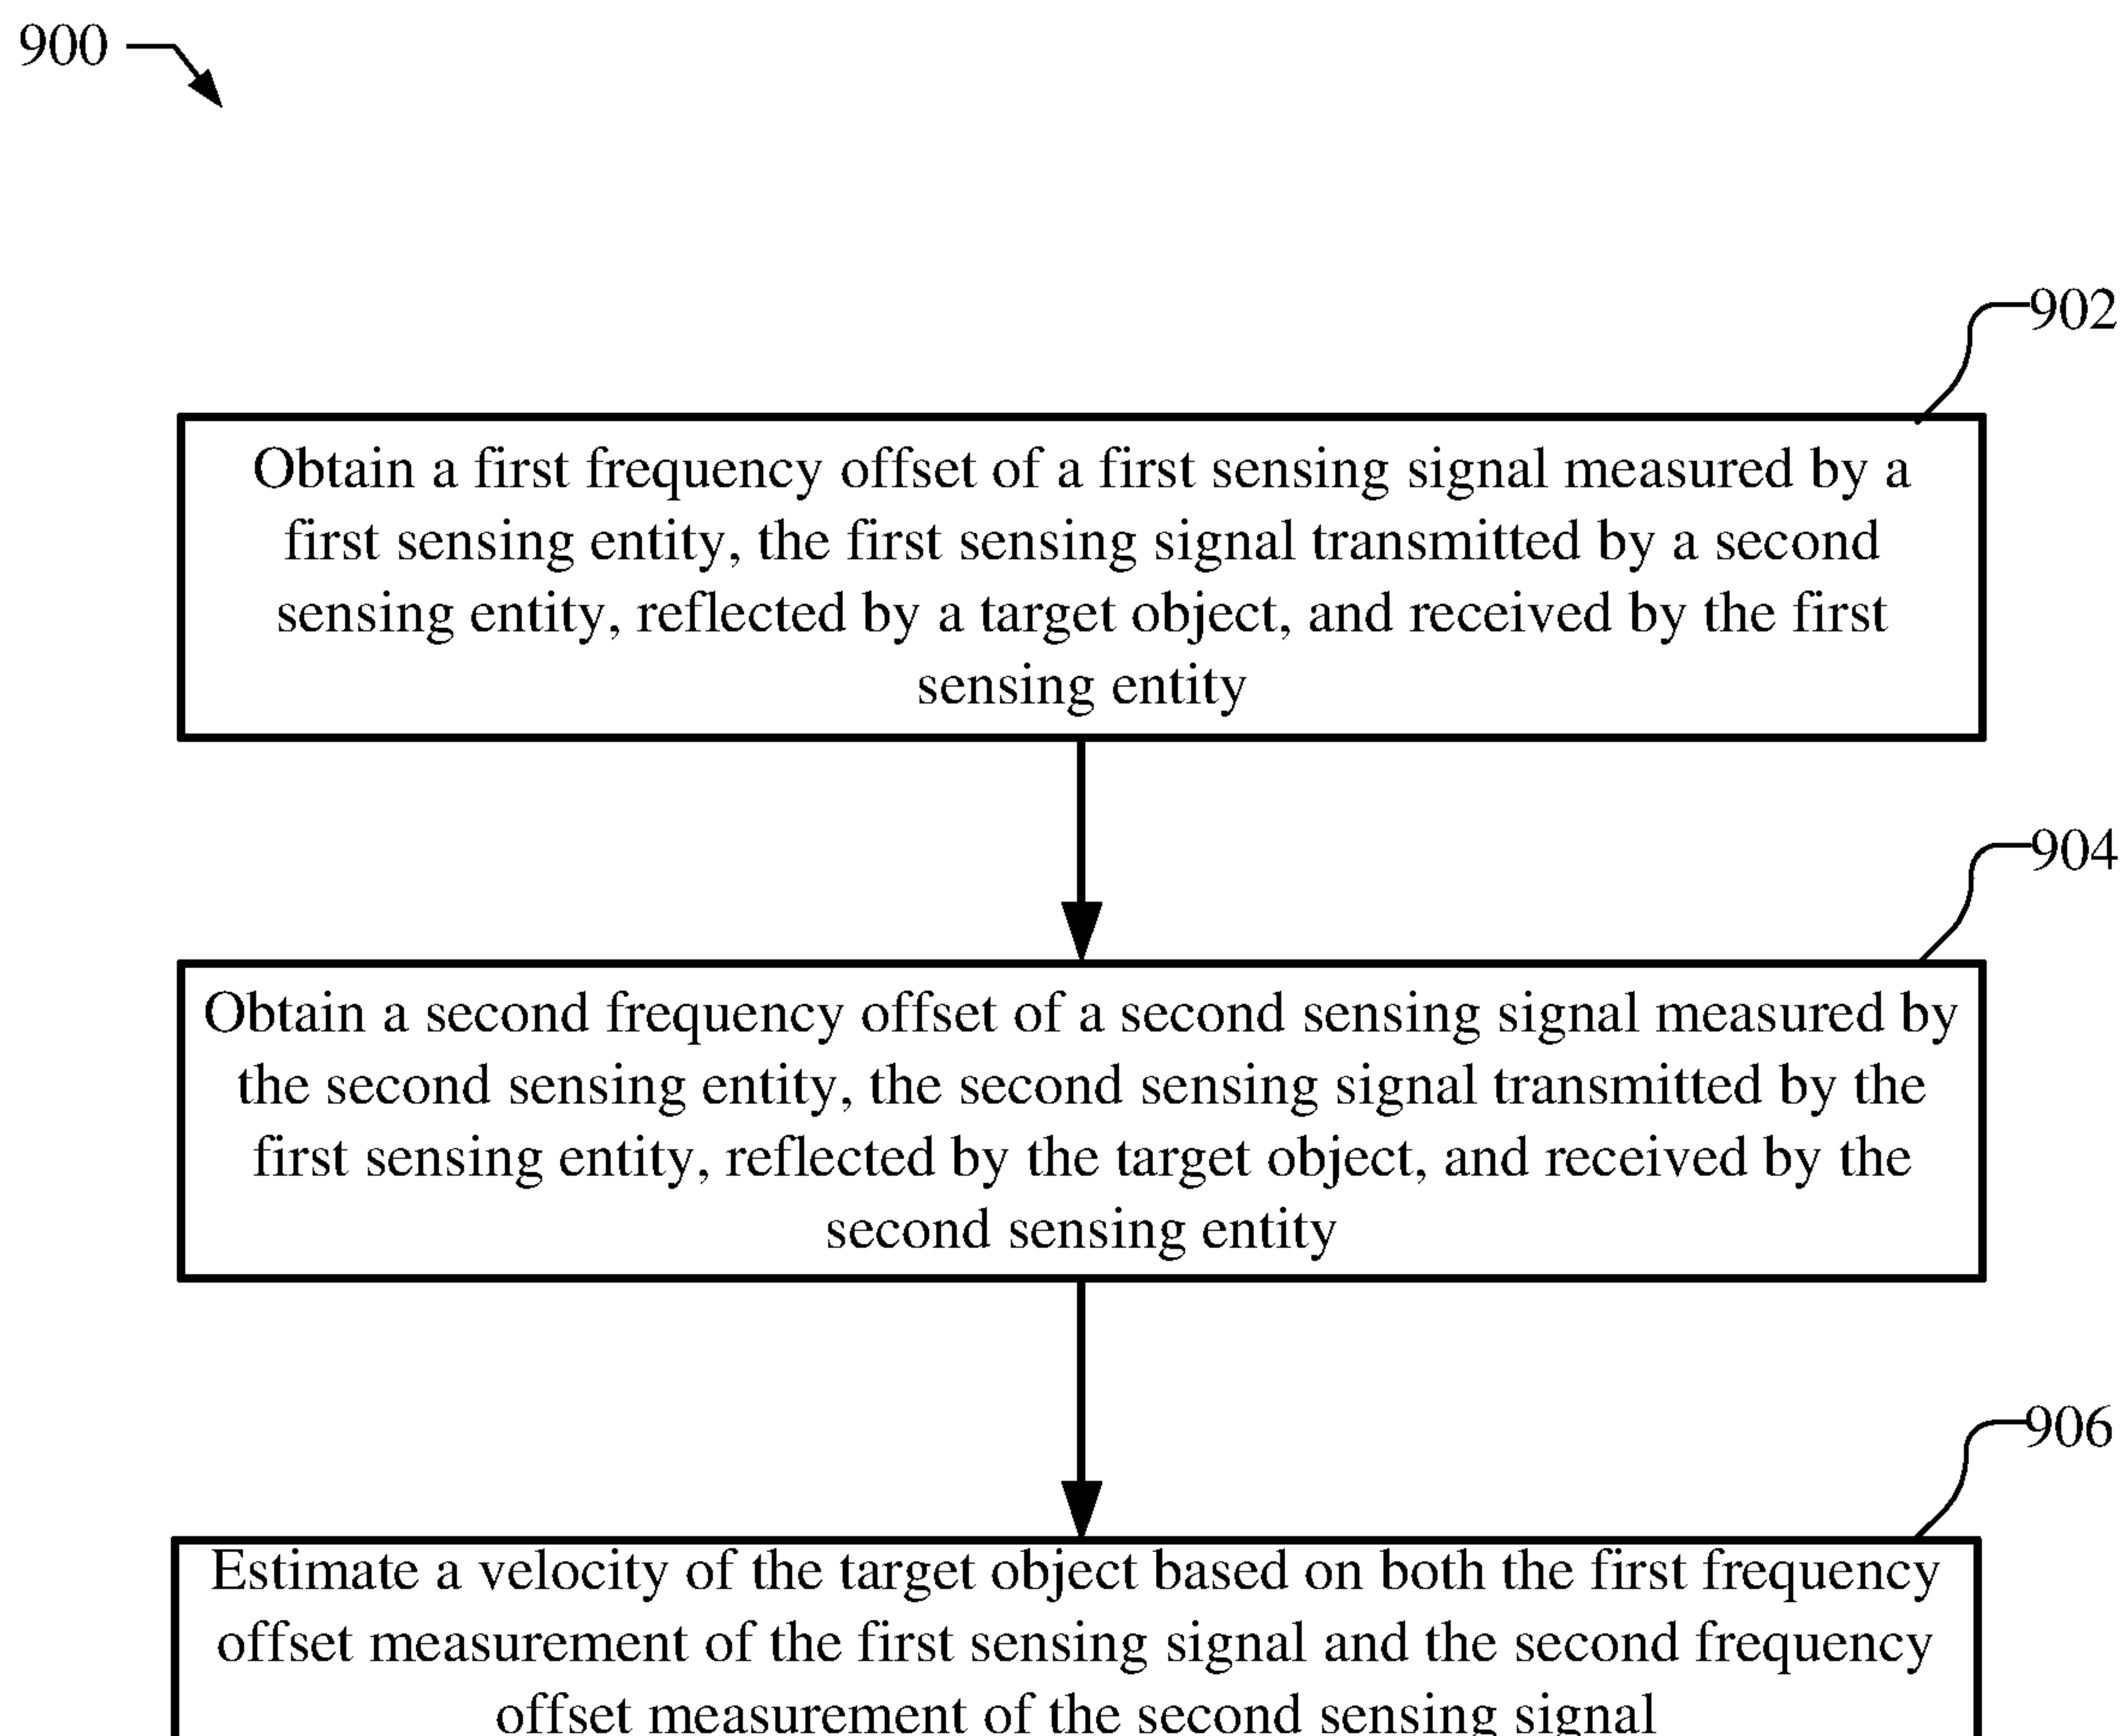 900
902
Obtain a first frequency offset of a first sensing signal measured by a
first sensing entity, the first sensing signal transmitted by a second
sensing entity, reflected by a target object, and received by the first
sensing entity
904
Obtain a second frequency offset of a second sensing signal measured by
the second sensing entity, the second sensing signal transmitted by the
first sensing entity, reflected by the target object, and received by the
second sensing entity
906
Estimate a velocity of the target object based on both the first frequency
offset measurement of the first sensing signal and the second frequency
offset measurement of the second sensing signal